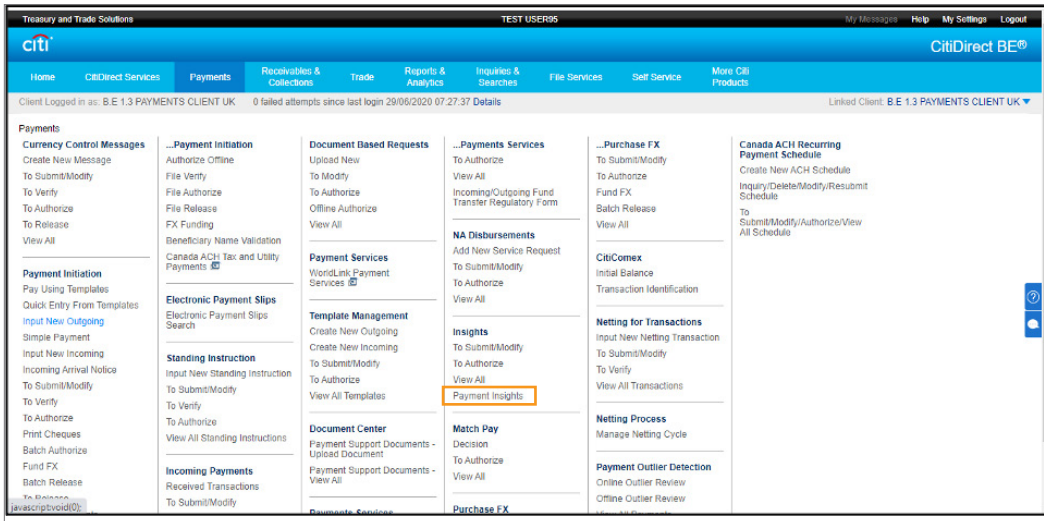 Treasury and Trade Solutions
TEST USER95
My Messages Help My Settings Logout
citi
CitiDirect BE®
Home
CitiDirect Services
Payments
Receivables &
Collections
Trade
Reports &
Analytics
Inquiries &
Searches
File Services
Self Service
More Citi
Products
Client Logged in as: B.E 1.3 PAYMENTS CLIENT UK
0 failed attempts since last login 29/06/2020 07:27:37 Details
Linked Client: B.E 1.3 PAYMENTS CLIENT UK
Payments
Currency Control Messages
Create New Message
To Submit/Modify
To Verify
To Authorize
To Release
View All
Payment Initiation
Pay Using Templates
Quick Entry From Templates
Input New Outgoing
Simple Payment
Input New Incoming
Incoming Arrival Notice
To Submit/Modify
To Verify
To Authorize
Print Cheques
Batch Authorize
Fund FX
Batch Release
To Release
javascript:void(0);
...Payment Initiation
Authorize Offline
File Verify
File Authorize
File Release
FX Funding
Beneficiary Name Validation
Canada ACH Tax and Utility
Payments
Electronic Payment Slips
Electronic Payment Slips
Search
Standing Instruction
Input New Standing Instruction
To Submit/Modify
To Verify
To Authorize
View All Standing Instructions
Incoming Payments
Received Transactions
To Submit/Modify
Document Based Requests
Upload New
To Modify
To Authorize
Offline Authorize
View All
Payment Services
WorldLink Payment
Services
Template Management
Create New Outgoing
Create New Incoming
To Submit/Modify
To Authorize
View All Templates
Document Center
Payment Support Documents -
Upload Document
Payment Support Documents -
View All
Payments Services
...Payments Services
To Authorize
View All
Incoming/Outgoing Fund
Transfer Regulatory Form
NA Disbursements
Add New Service Request
To Submit/Modify
To Authorize
View All
Insights
To Submit/Modify
To Authorize
View All
Payment Insights
Match Pay
Decision
To Authorize
View All
Purchase FX
...Purchase FX
To Submit/Modify
To Authorize
Fund FX
Batch Release
View All
CitiComex
Initial Balance
Transaction Identification
Netting for Transactions
Input New Netting Transaction
To Submit/Modify
To Verify
View All Transactions
Netting Process
Manage Netting Cycle
Payment Outlier Detection
Online Outlier Review
Offline Outlier Review
View All Payments
Canada ACH Recurring
Payment Schedule
Create New ACH Schedule
Inquiry/Delete/Modify/Resubmit
Schedule
To
Submit/Modify/Authorize/View
All Schedule